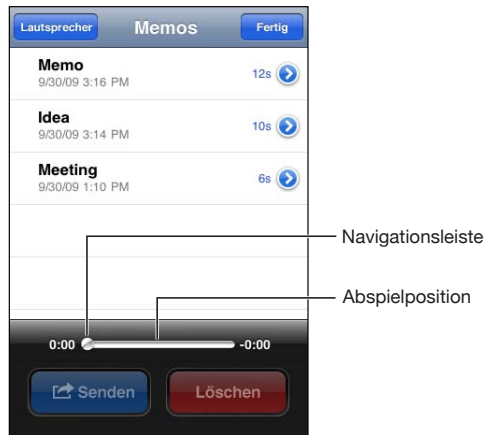 Lautsprecher Memos Fertig
Memo 12s
9/30/09 3:16 PM
Idea 10s
9/30/09 3:14 PM
Meeting 6s
9/30/09 1:10 PM
Navigationsleiste
Abspielposition
0:00 -0:00
Senden Löschen